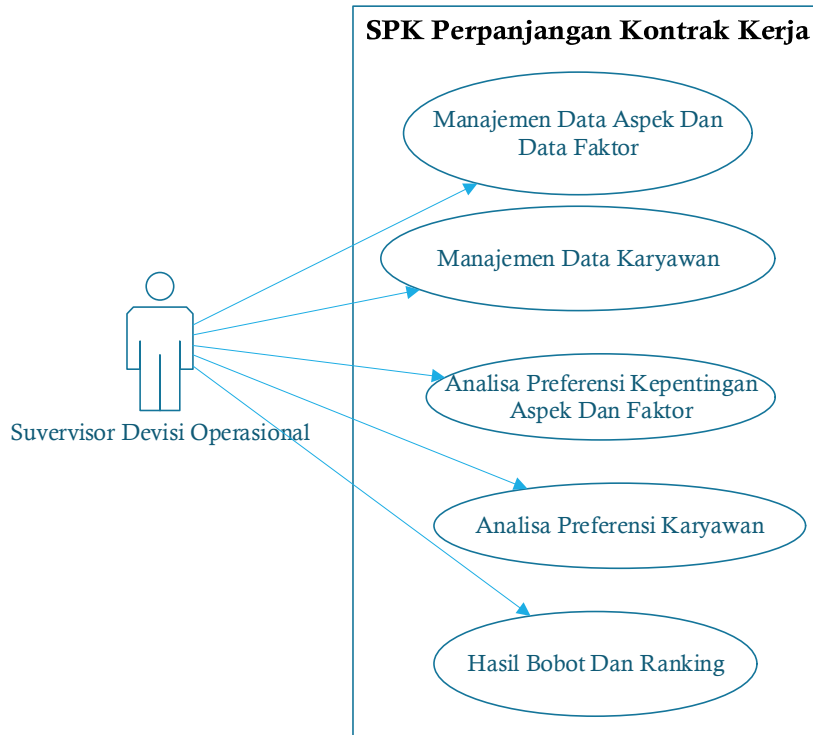 SPK Perpanjangan Kontrak Kerja
Manajemen Data Aspek Dan
Data Faktor
Manajemen Data Karyawan
Analisa Preferensi Kepentingan
Aspek Dan Faktor
Suvervisor Devisi Operasional
Analisa Preferensi Karyawan
Hasil Bobot Dan Ranking